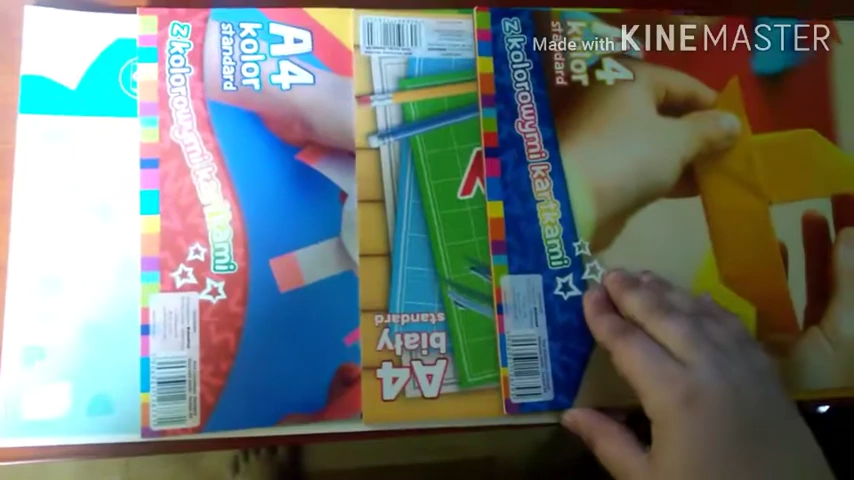 Made with KINEMASTER
A4
kolor
standard
z kolorowymi kartkami
A4
biały
standard
A4
kolor
standard
z kolorowymi kartkami